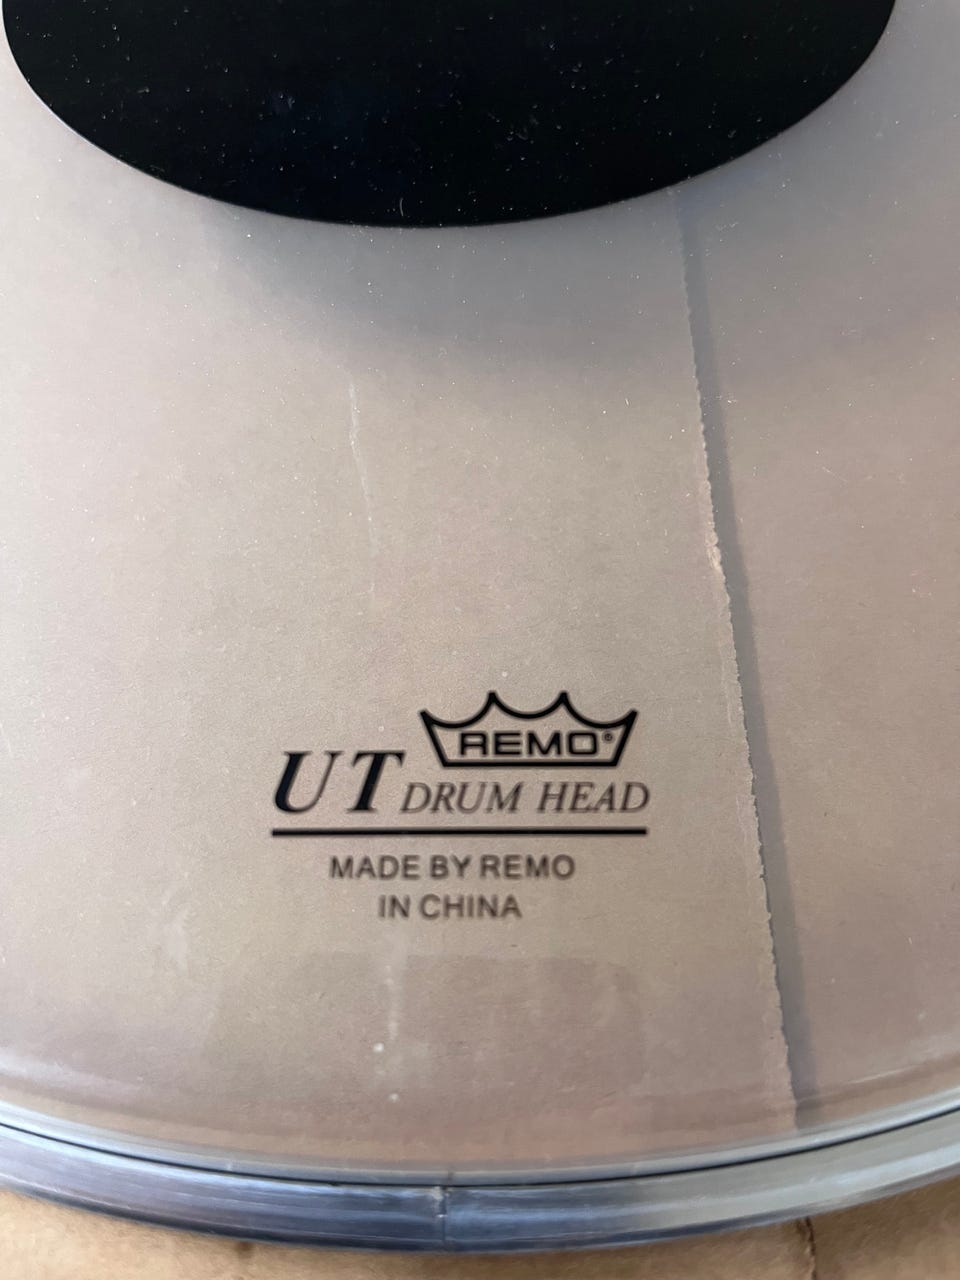 REMO®
UT DRUM HEAD
MADE BY REMO
IN CHINA